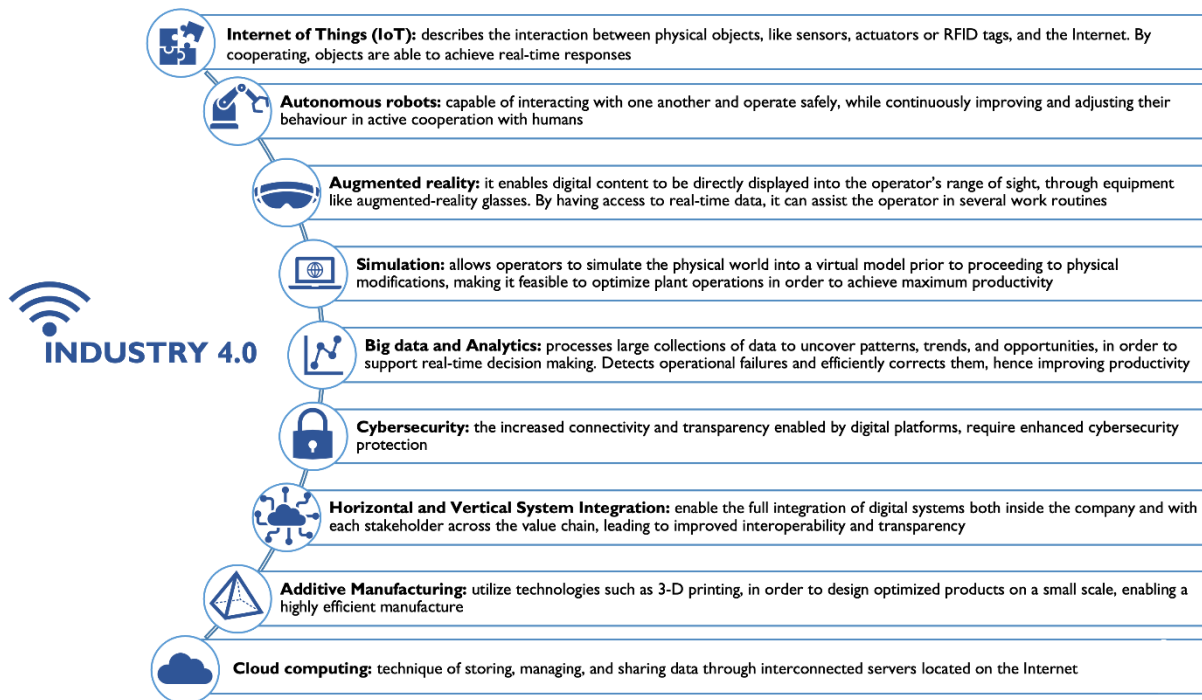 Internet of Things (IoT): describes the interaction between physical objects, like sensors, actuators or RFID tags, and the Internet. By
cooperating, objects are able to achieve real-time responses
Autonomous robots: capable of interacting with one another and operate safely, while continuously improving and adjusting their
behaviour in active cooperation with humans
Augmented reality: it enables digital content to be directly displayed into the operator's range of sight, through equipment
like augmented-reality glasses. By having access to real-time data, it can assist the operator in several work routines
Simulation: allows operators to simulate the physical world into a virtual model prior to proceeding to physical
modifications, making it feasible to optimize plant operations in order to achieve maximum productivity
INDUSTRY 4.0
Big data and Analytics: processes large collections of data to uncover patterns, trends, and opportunities, in order to
support real-time decision making. Detects operational failures and efficiently corrects them, hence improving productivity
Cybersecurity: the increased connectivity and transparency enabled by digital platforms, require enhanced cybersecurity
protection
Horizontal and Vertical System Integration: enable the full integration of digital systems both inside the company and with
each stakeholder across the value chain, leading to improved interoperability and transparency
Additive Manufacturing: utilize technologies such as 3-D printing, in order to design optimized products on a small scale, enabling a
highly efficient manufacture
Cloud computing: technique of storing, managing, and sharing data through interconnected servers located on the Internet